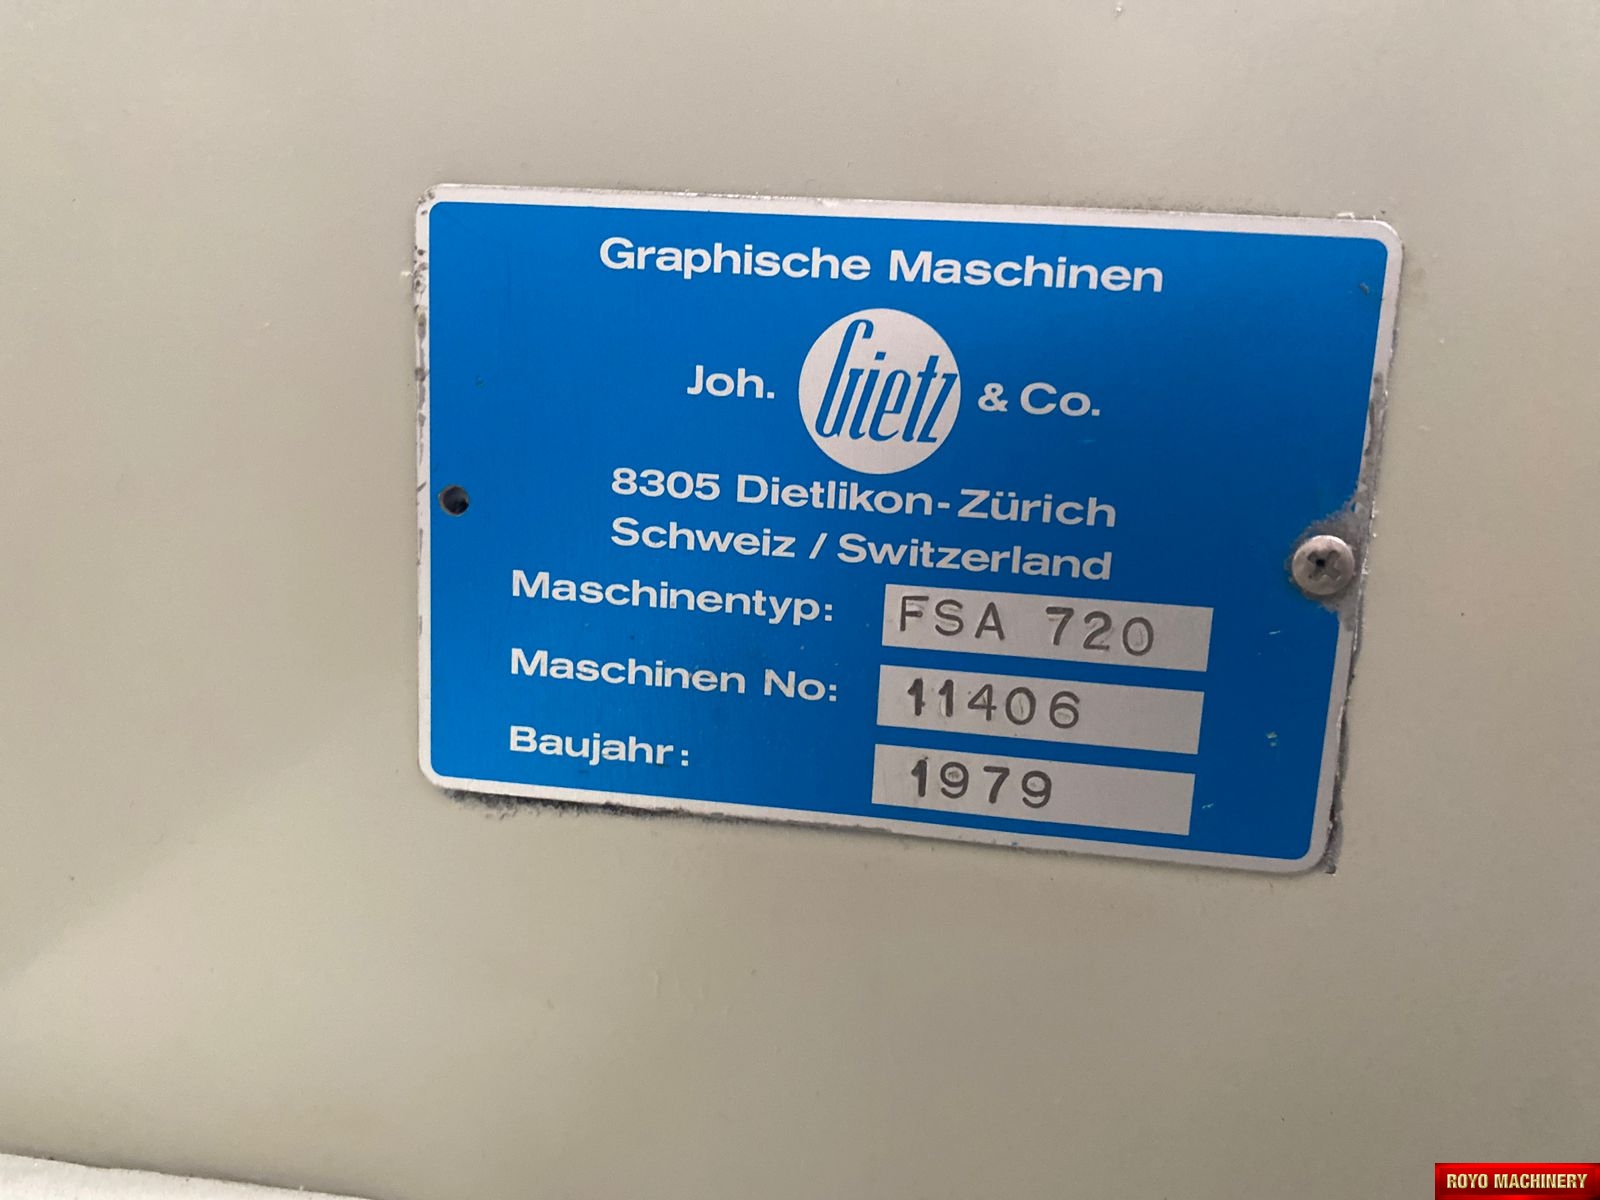 Graphische Maschinen
Joh. Gietz & Co.
8305 Dietlikon-Zürich
Schweiz / Switzerland
Maschinentyp: FSA 720
Maschinen No: 11406
Baujahr: 1979
ROYO MACHINERY